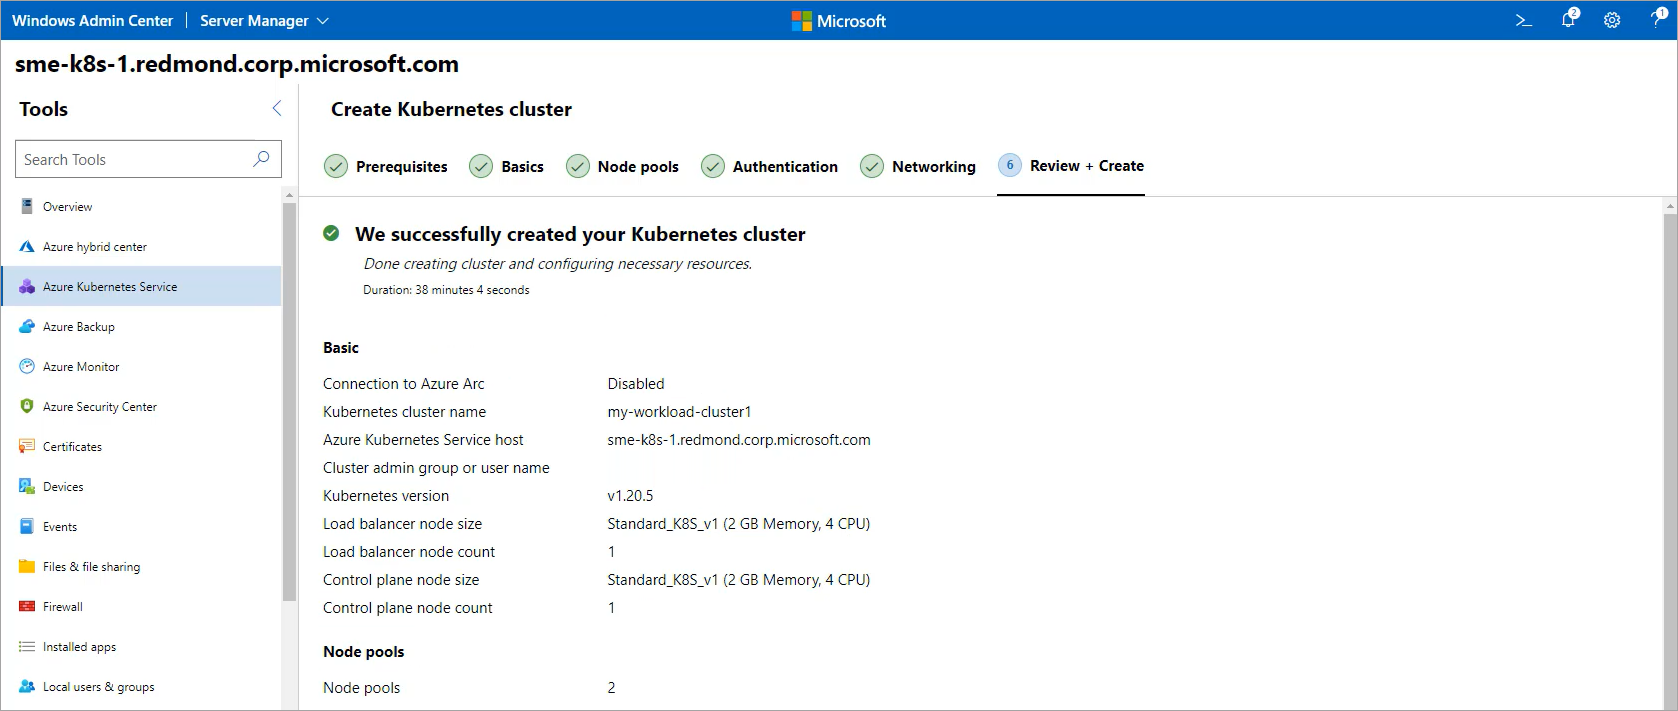 Windows Admin Center | Server Manager Microsoft 2 1
sme-k8s-1.redmond.corp.microsoft.com
Tools
Search Tools
Overview
Azure hybrid center
Azure Kubernetes Service
Azure Backup
Azure Monitor
Azure Security Center
Certificates
Devices
Events
Files & file sharing
Firewall
Installed apps
Local users & groups
Create Kubernetes cluster
Prerequisites Basics Node pools Authentication Networking 6 Review + Create
We successfully created your Kubernetes cluster
Done creating cluster and configuring necessary resources.
Duration: 38 minutes 4 seconds
Basic
Connection to Azure Arc Disabled
Kubernetes cluster name my-workload-cluster1
Azure Kubernetes Service host sme-k8s-1.redmond.corp.microsoft.com
Cluster admin group or user name
Kubernetes version v1.20.5
Load balancer node size Standard_K8S_v1 (2 GB Memory, 4 CPU)
Load balancer node count 1
Control plane node size Standard_K8S_v1 (2 GB Memory, 4 CPU)
Control plane node count 1
Node pools
Node pools 2